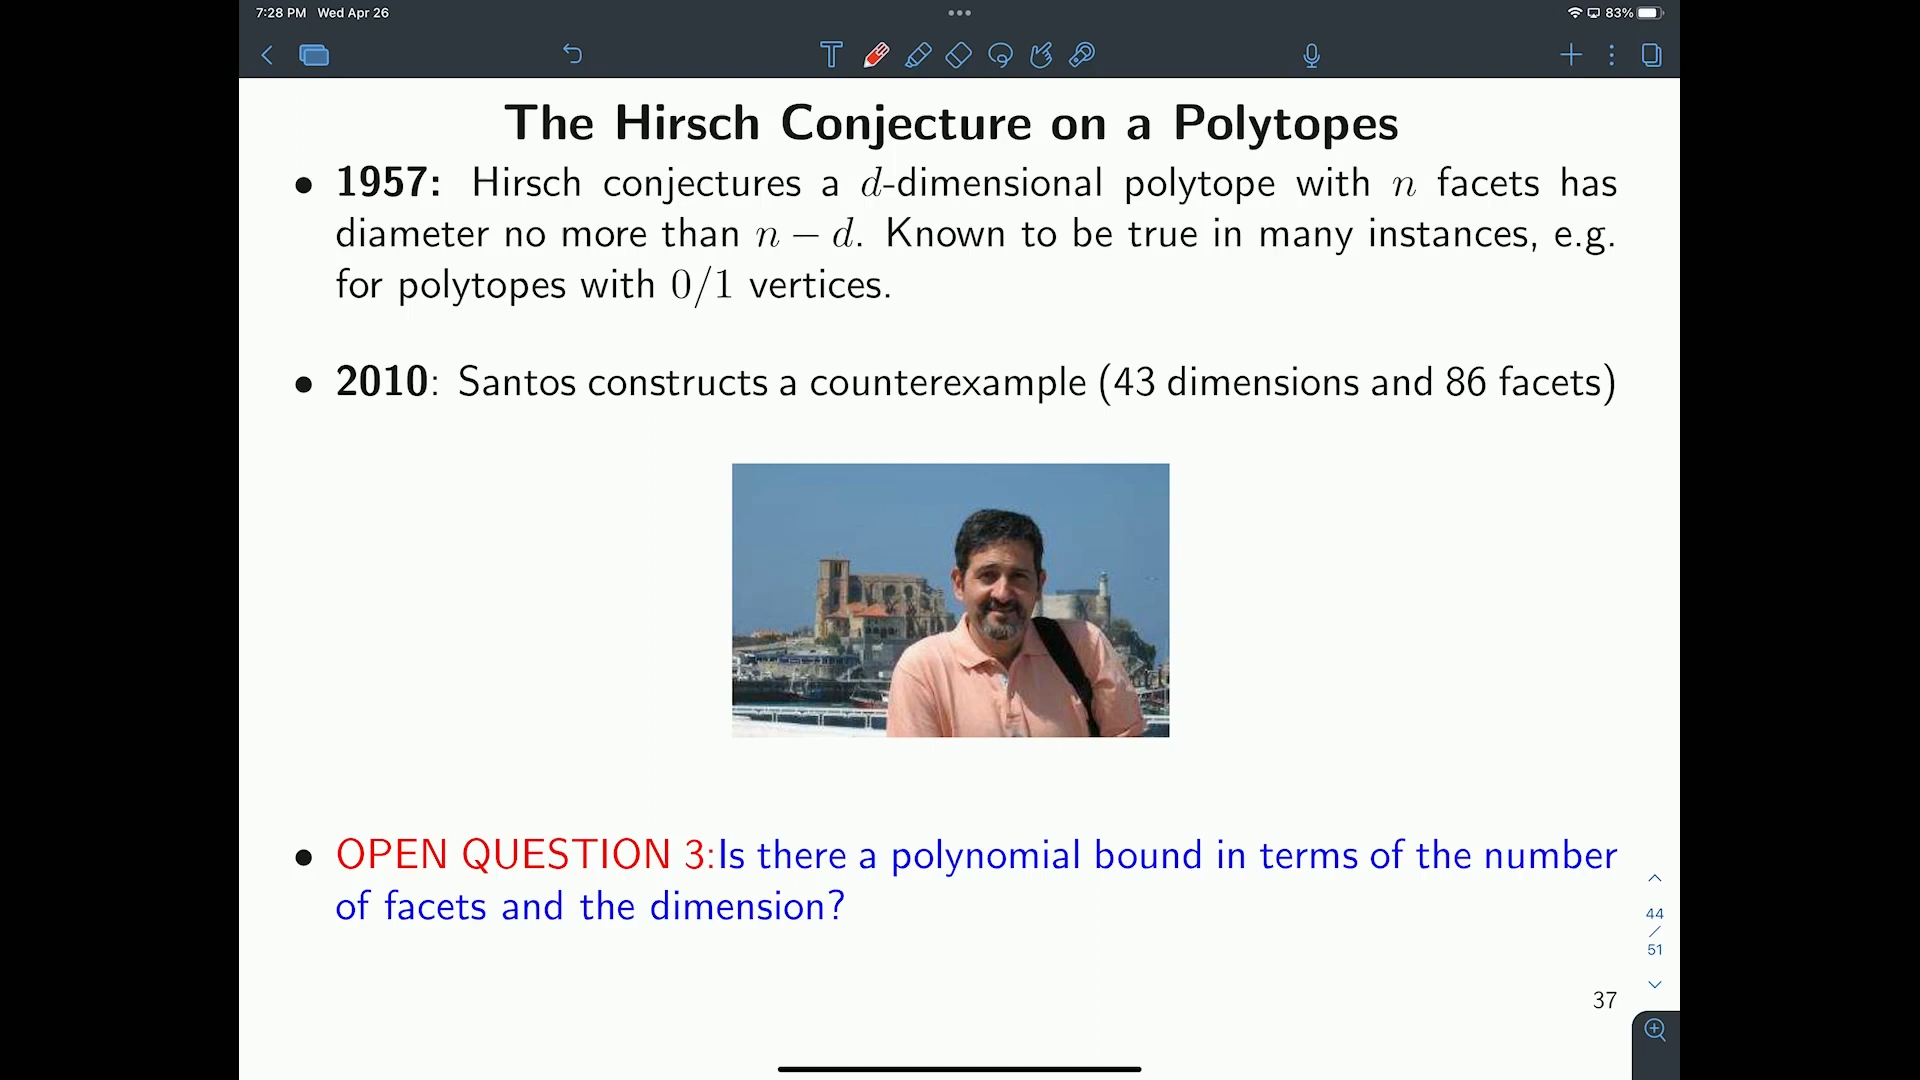 7:28 PM Wed Apr 26
83%
The Hirsch Conjecture on a Polytopes
• 1957: Hirsch conjectures a d-dimensional polytope with n facets has
diameter no more than n − d. Known to be true in many instances, e.g.
for polytopes with 0/1 vertices.
• 2010: Santos constructs a counterexample (43 dimensions and 86 facets)
• OPEN QUESTION 3:Is there a polynomial bound in terms of the number
of facets and the dimension?
44
/
51
37